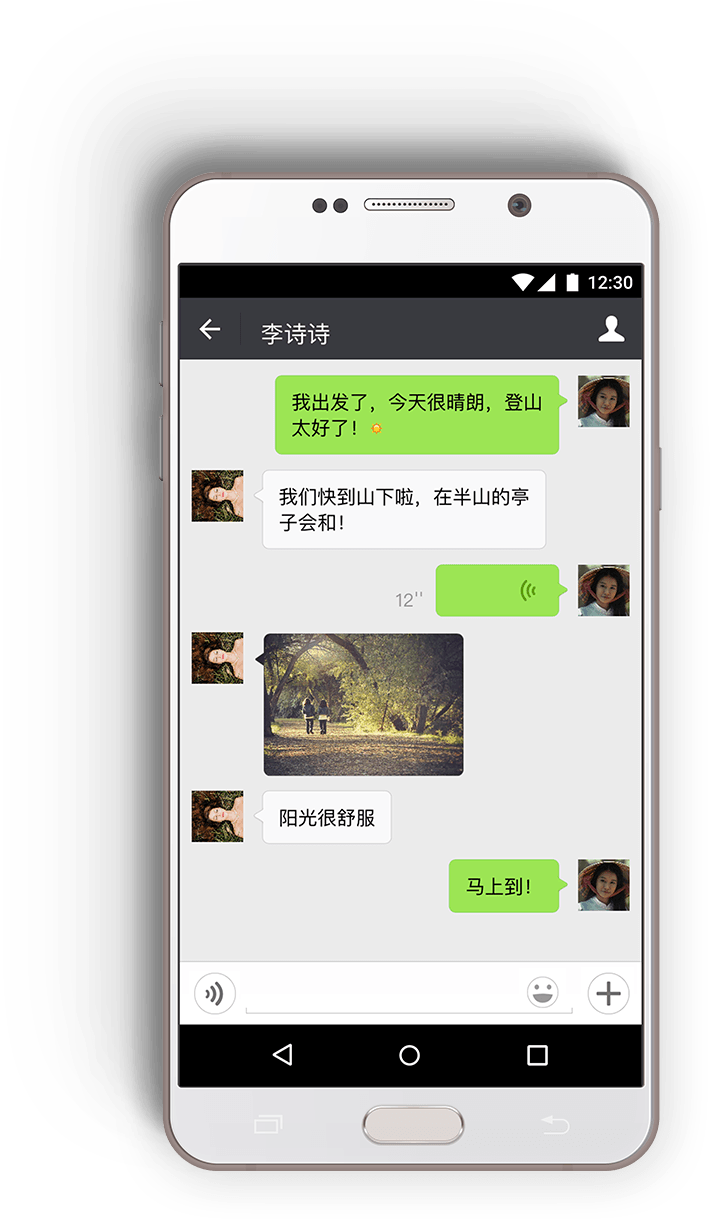 12:30
李诗诗
我出发了，今天很晴朗，登山
太好了！
我们快到山下啦，在半山的亭
子会和！
12''
阳光很舒服
马上到！